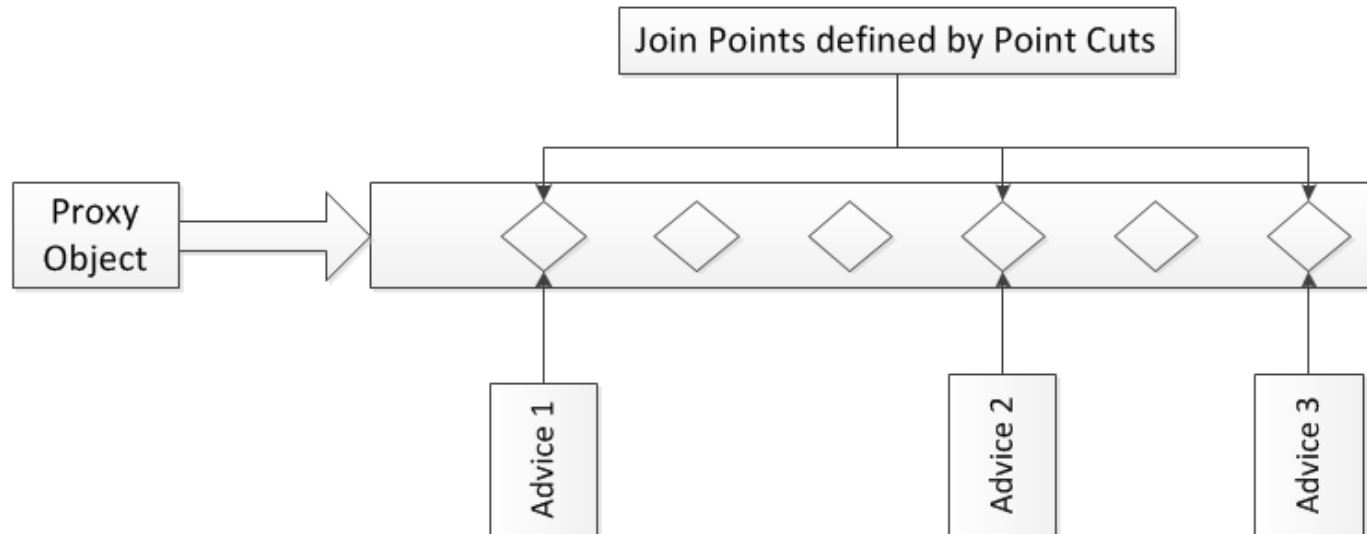 Join Points defined by Point Cuts
Proxy
Object
Advice 1
Advice 2
Advice 3